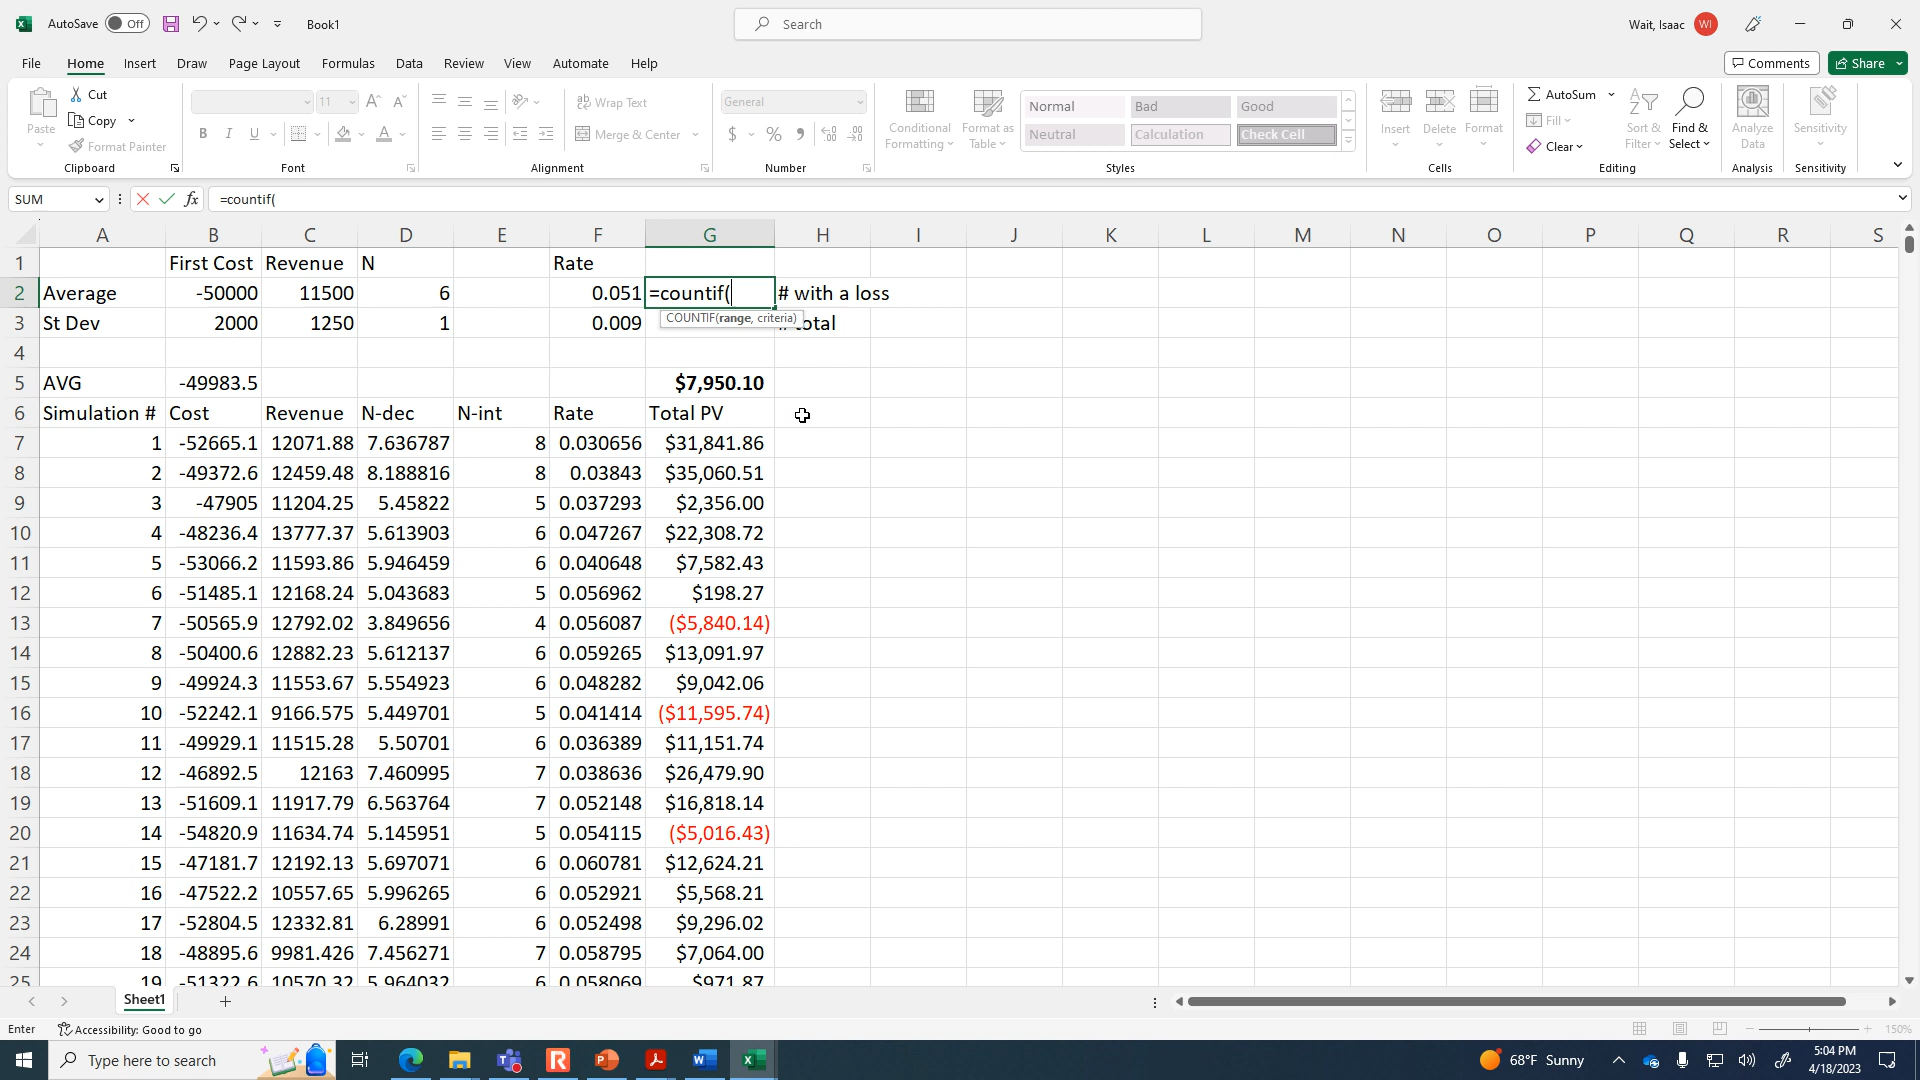 AutoSave Off Book1 Search Wait, Isaac WI
File Home Insert Draw Page Layout Formulas Data Review View Automate Help Comments Share
Paste Cut Copy Format Painter Clipboard
11 B I U Font
Wrap Text Merge & Center Alignment
General $ % Number
Conditional Formatting Format as Table Normal Bad Good Neutral Calculation Check Cell Styles
Insert Delete Format Cells
AutoSum Fill Clear Sort & Filter Find & Select Editing
Analyze Data Analysis Sensitivity Sensitivity
SUM fx =countif(
A B C D E F G H I J K L M N O P Q R S
1 First Cost Revenue N Rate
2 Average -50000 11500 6 0.051 =countif( # with a loss
COUNTIF(range, criteria)
3 St Dev 2000 1250 1 0.009 total
4
5 AVG -49983.5 $7,950.10
6 Simulation # Cost Revenue N-dec N-int Rate Total PV
7 1 -52665.1 12071.88 7.636787 8 0.030656 $31,841.86
8 2 -49372.6 12459.48 8.188816 8 0.03843 $35,060.51
9 3 -47905 11204.25 5.45822 5 0.037293 $2,356.00
10 4 -48236.4 13777.37 5.613903 6 0.047267 $22,308.72
11 5 -53066.2 11593.86 5.946459 6 0.040648 $7,582.43
12 6 -51485.1 12168.24 5.043683 5 0.056962 $198.27
13 7 -50565.9 12792.02 3.849656 4 0.056087 ($5,840.14)
14 8 -50400.6 12882.23 5.612137 6 0.059265 $13,091.97
15 9 -49924.3 11553.67 5.554923 6 0.048282 $9,042.06
16 10 -52242.1 9166.575 5.449701 5 0.041414 ($11,595.74)
17 11 -49929.1 11515.28 5.50701 6 0.036389 $11,151.74
18 12 -46892.5 12163 7.460995 7 0.038636 $26,479.90
19 13 -51609.1 11917.79 6.563764 7 0.052148 $16,818.14
20 14 -54820.9 11634.74 5.145951 5 0.054115 ($5,016.43)
21 15 -47181.7 12192.13 5.697071 6 0.060781 $12,624.21
22 16 -47522.2 10557.65 5.996265 6 0.052921 $5,568.21
23 17 -52804.5 12332.81 6.28991 6 0.052498 $9,296.02
24 18 -48895.6 9981.426 7.456271 7 0.058795 $7,064.00
25 19 -51322.6 10570.32 5.964032 6 0.058069 $971.87
Sheet1
Enter Accessibility: Good to go 150%
Type here to search 68°F Sunny 5:04 PM
4/18/2023